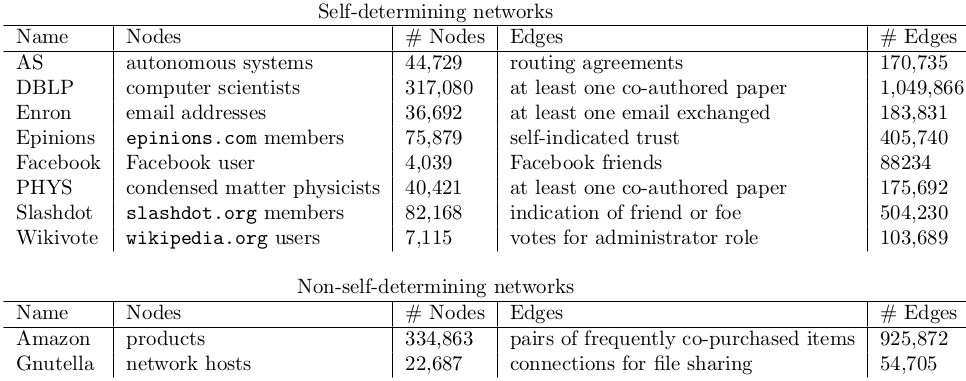 Self-determining networks
Name Nodes # Nodes Edges # Edges
AS autonomous systems 44,729 routing agreements 170,735
DBLP computer scientists 317,080 at least one co-authored paper 1,049,866
Enron email addresses 36,692 at least one email exchanged 183,831
Epinions epinions.com members 75,879 self-indicated trust 405,740
Facebook Facebook user 4,039 Facebook friends 88234
PHYS condensed matter physicists 40,421 at least one co-authored paper 175,692
Slashdot slashdot.org members 82,168 indication of friend or foe 504,230
Wikivote wikipedia.org users 7,115 votes for administrator role 103,689
Non-self-determining networks
Name Nodes # Nodes Edges # Edges
Amazon products 334,863 pairs of frequently co-purchased items 925,872
Gnutella network hosts 22,687 connections for file sharing 54,705